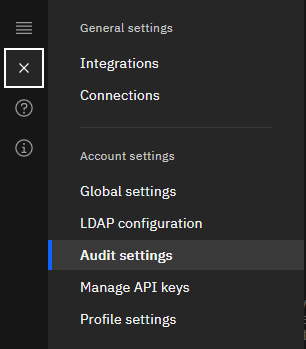 General settings
Integrations
Connections
Account settings
Global settings
LDAP configuration
Audit settings
Manage API keys
Profile settings